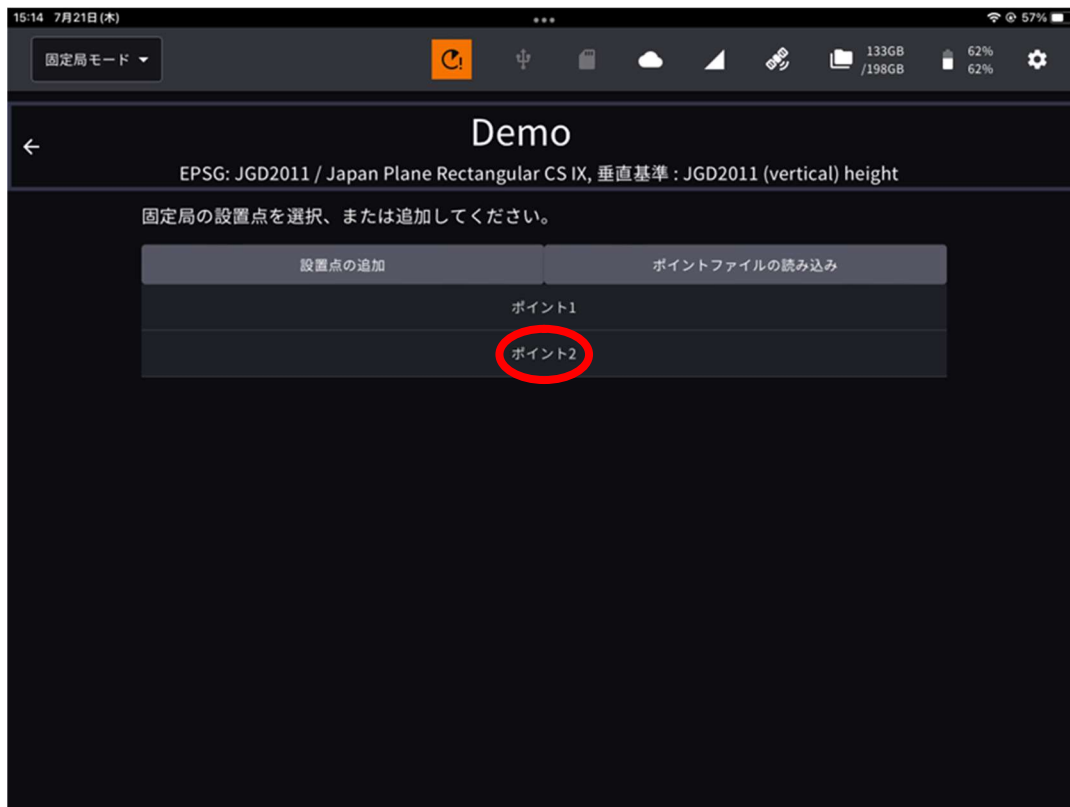 15:14 7月21日(木) 57%
固定局モード 133GB 62%
/198GB 62%
Demo
EPSG: JGD2011 / Japan Plane Rectangular CS IX, 垂直基準 : JGD2011 (vertical) height
固定局の設置点を選択、または追加してください。
設置点の追加 ポイントファイルの読み込み
ポイント1
ポイント2